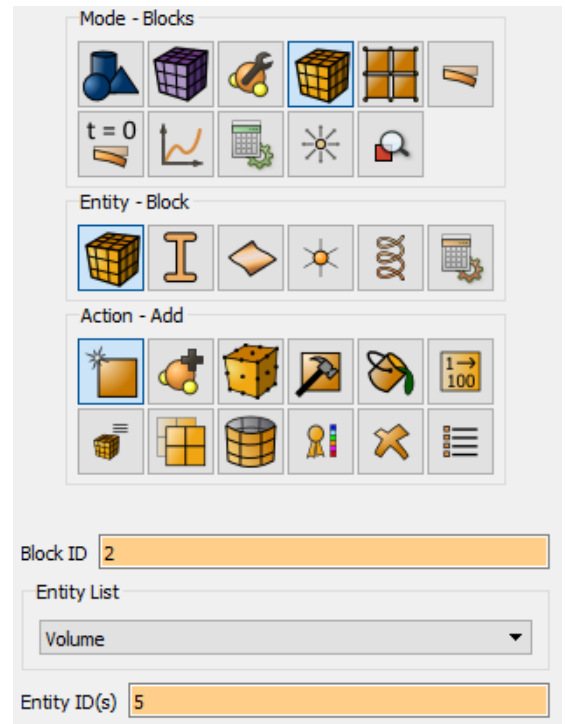 Mode - Blocks
t = 0
Entity - Block
Action - Add
1→
100
Block ID 2
Entity List
Volume
Entity ID(s) 5